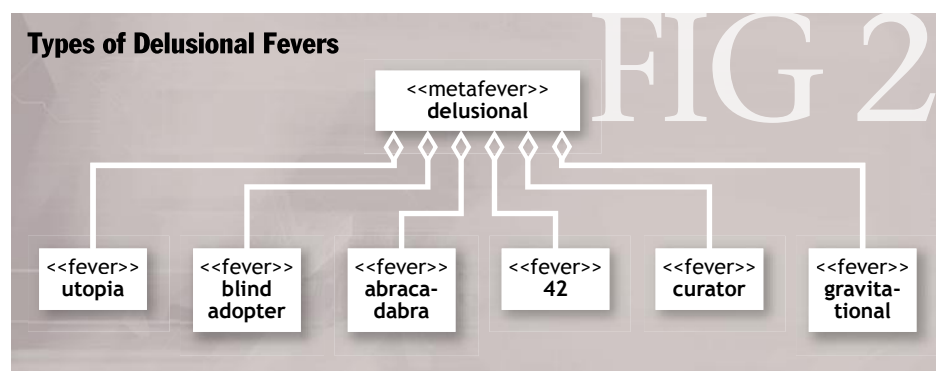 Types of Delusional Fevers
FIG 2
<<metafever>>
delusional
<<fever>>
utopia
<<fever>>
blind
adopter
<<fever>>
abraca-
dabra
<<fever>>
42
<<fever>>
curator
<<fever>>
gravita-
tional